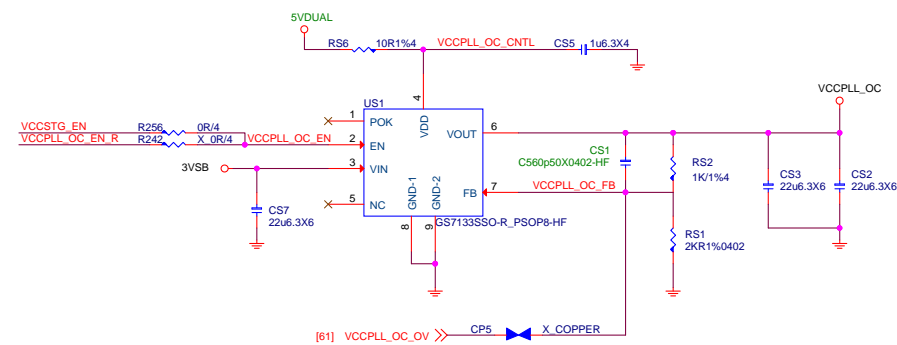 5VDUAL
RS6 10R1%4 VCCPLL_OC_CNTL CS5 1u6.3X4
VCCPLL_OC
US1
4
1 POK VDD VOUT 6
VCCSTG_EN R256 0R/4
VCCPLL_OC_EN_R R242 X_0R/4 VCCPLL_OC_EN 2 EN
CS1
C560p50X0402-HF
RS2
1K/1%4
3VSB 3 VIN
CS3
22u6.3X6
CS2
22u6.3X6
FB 7 VCCPLL_OC_FB
CS7
22u6.3X6
5 NC GND-1 GND-2
GS7133SSO-R_PSOP8-HF
8 9
RS1
2KR1%0402
[61] VCCPLL_OC_OV CP5 X_COPPER